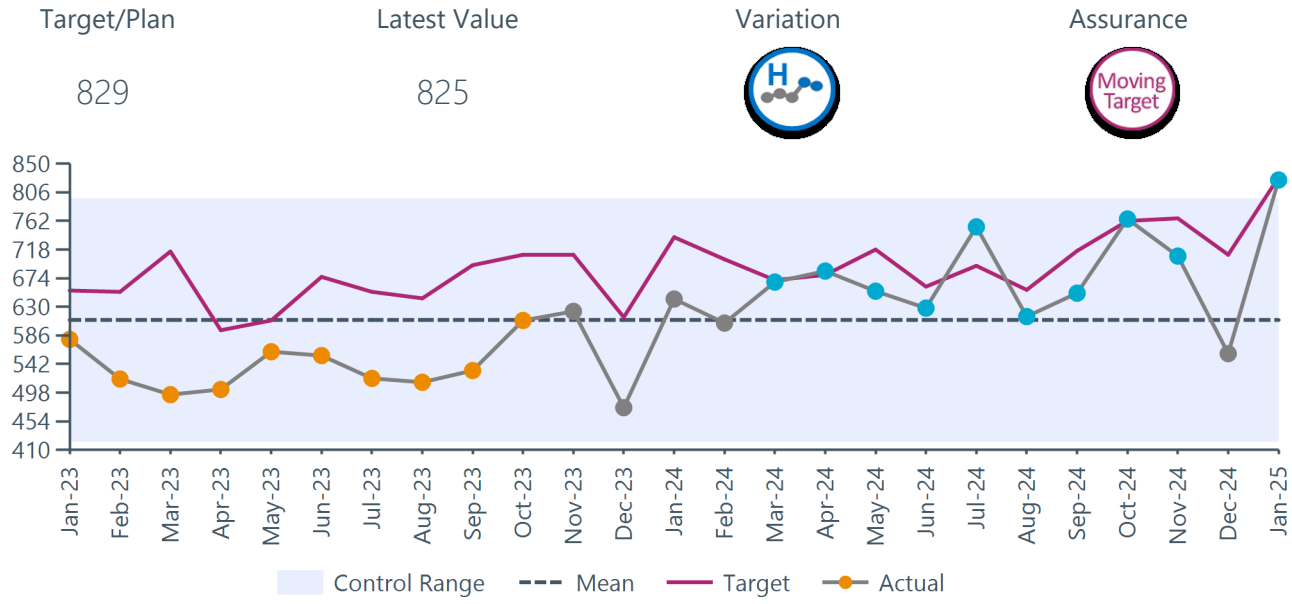 Target/Plan Latest Value Variation Assurance
829 825 H Moving
Target
850
806
762
718
674
630
586
542
498
454
410
Jan-23 Feb-23 Mar-23 Apr-23 May-23 Jun-23 Jul-23 Aug-23 Sep-23 Oct-23 Nov-23 Dec-23 Jan-24 Feb-24 Mar-24 Apr-24 May-24 Jun-24 Jul-24 Aug-24 Sep-24 Oct-24 Nov-24 Dec-24 Jan-25
Control Range Mean Target Actual